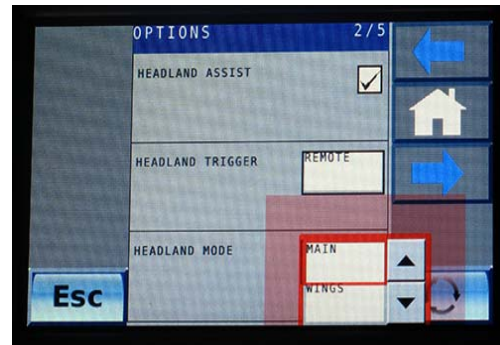 OPTIONS 2/5
HEADLAND ASSIST
HEADLAND TRIGGER REMOTE
HEADLAND MODE MAIN
WINGS
Esc